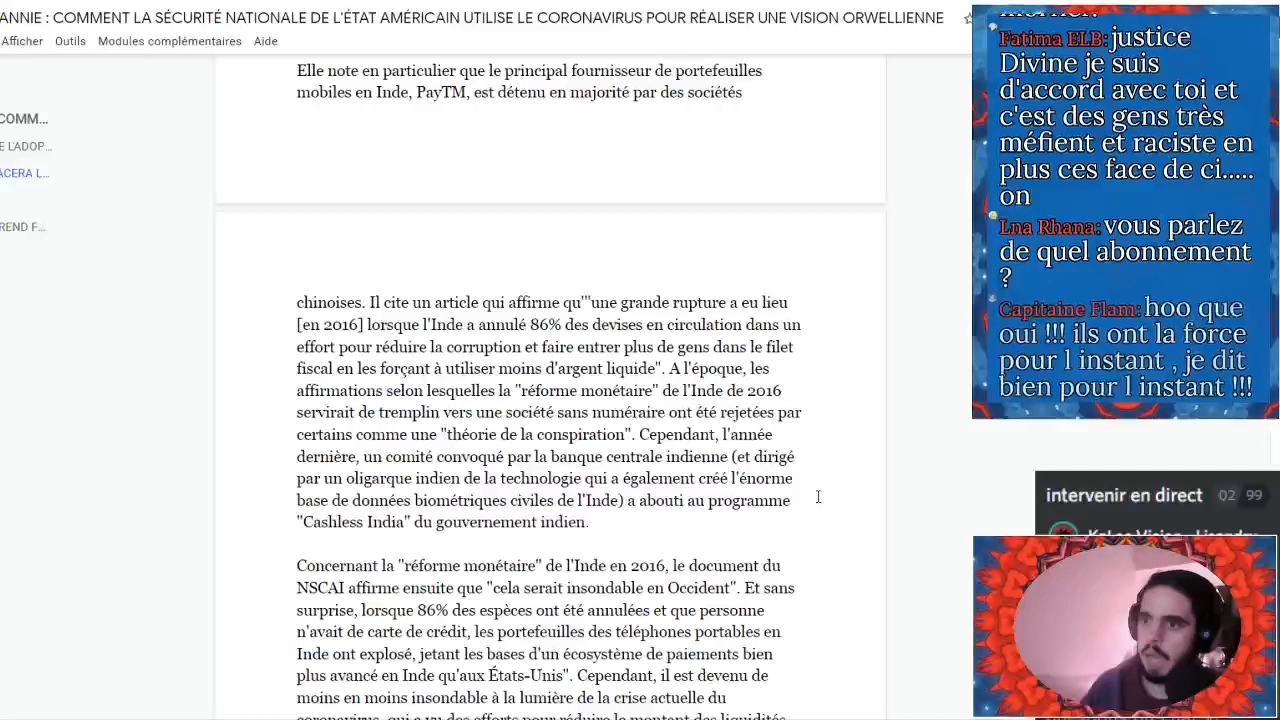 ANNIE : COMMENT LA SÉCURITÉ NATIONALE DE L'ÉTAT AMÉRICAIN UTILISE LE CORONAVIRUS POUR RÉALISER UNE VISION ORWELLIENNE
Afficher Outils Modules complémentaires Aide
COMM...
E L'ADOP...
ACERA L...
REND F...
Elle note en particulier que le principal fournisseur de portefeuilles
mobiles en Inde, PayTM, est détenu en majorité par des sociétés
chinoises. Il cite un article qui affirme qu'"une grande rupture a eu lieu
[en 2016] lorsque l'Inde a annulé 86% des devises en circulation dans un
effort pour réduire la corruption et faire entrer plus de gens dans le filet
fiscal en les forçant à utiliser moins d'argent liquide". A l'époque, les
affirmations selon lesquelles la "réforme monétaire" de l'Inde de 2016
servirait de tremplin vers une société sans numéraire ont été rejetées par
certains comme une "théorie de la conspiration". Cependant, l'année
dernière, un comité convoqué par la banque centrale indienne (et dirigé
par un oligarque indien de la technologie qui a également créé l'énorme
base de données biométriques civiles de l'Inde) a abouti au programme
"Cashless India" du gouvernement indien.
Concernant la "réforme monétaire" de l'Inde en 2016, le document du
NSCAI affirme ensuite que "cela serait insondable en Occident". Et sans
surprise, lorsque 86% des espèces ont été annulées et que personne
n'avait de carte de crédit, les portefeuilles des téléphones portables en
Inde ont explosé, jetant les bases d'un écosystème de paiements bien
plus avancé en Inde qu'aux États-Unis". Cependant, il est devenu de
moins en moins insondable à la lumière de la crise actuelle du
coronavirus, qui a vu des efforts pour réduire le montant des liquidités
Fatima ELB: justice
Divine je suis
d'accord avec toi et
c'est des gens très
méfient et raciste en
plus ces face de ci.....
on
Lna Rhana: vous parlez
de quel abonnement
?
Capitaine Flam: hoo que
oui !!! ils ont la force
pour l instant , je dit
bien pour l instant !!!
intervenir en direct 02 99